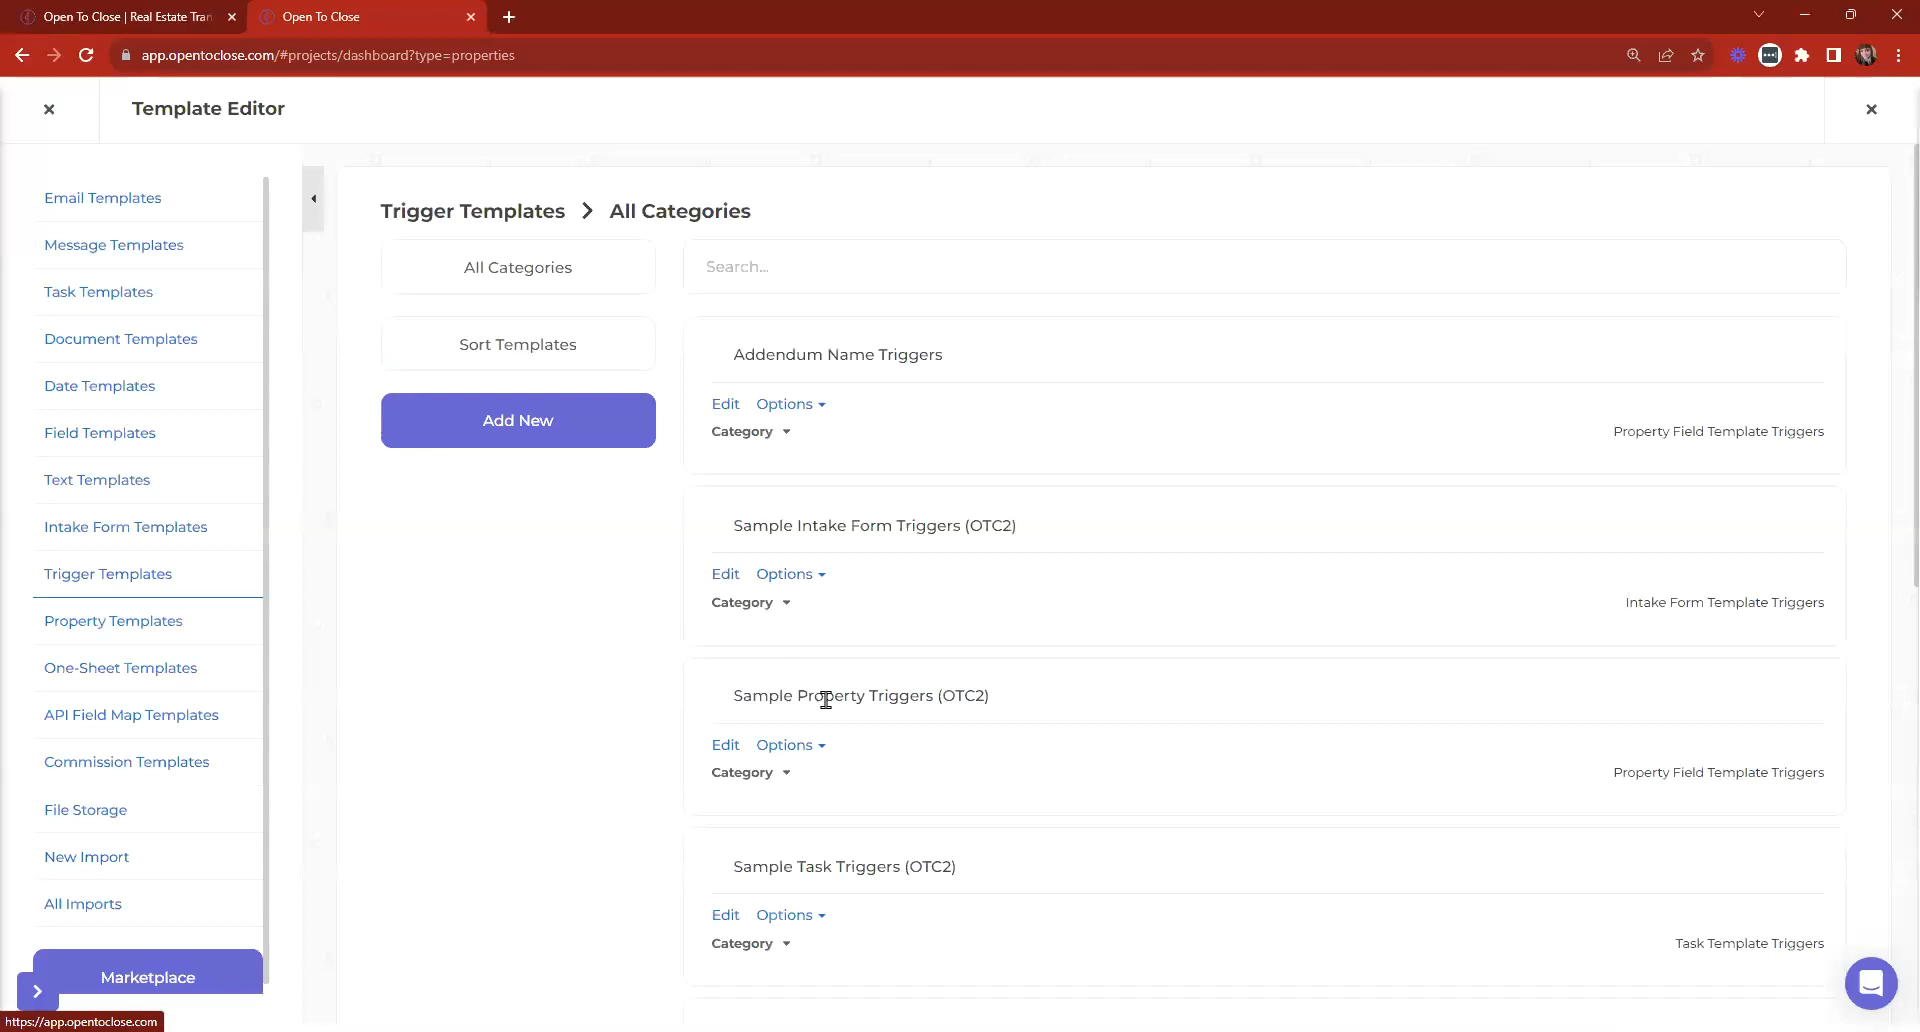 Open To Close | Real Estate Tran
Open To Close
app.opentoclose.com/#projects/dashboard?type=properties
Template Editor
Email Templates
Message Templates
Task Templates
Document Templates
Date Templates
Field Templates
Text Templates
Intake Form Templates
Trigger Templates
Property Templates
One-Sheet Templates
API Field Map Templates
Commission Templates
File Storage
New Import
All Imports
Marketplace
https://app.opentoclose.com
Trigger Templates > All Categories
All Categories
Sort Templates
Add New
Search...
Addendum Name Triggers
Edit Options
Category
Property Field Template Triggers
Sample Intake Form Triggers (OTC2)
Edit Options
Category
Intake Form Template Triggers
Sample Property Triggers (OTC2)
Edit Options
Category
Property Field Template Triggers
Sample Task Triggers (OTC2)
Edit Options
Category
Task Template Triggers